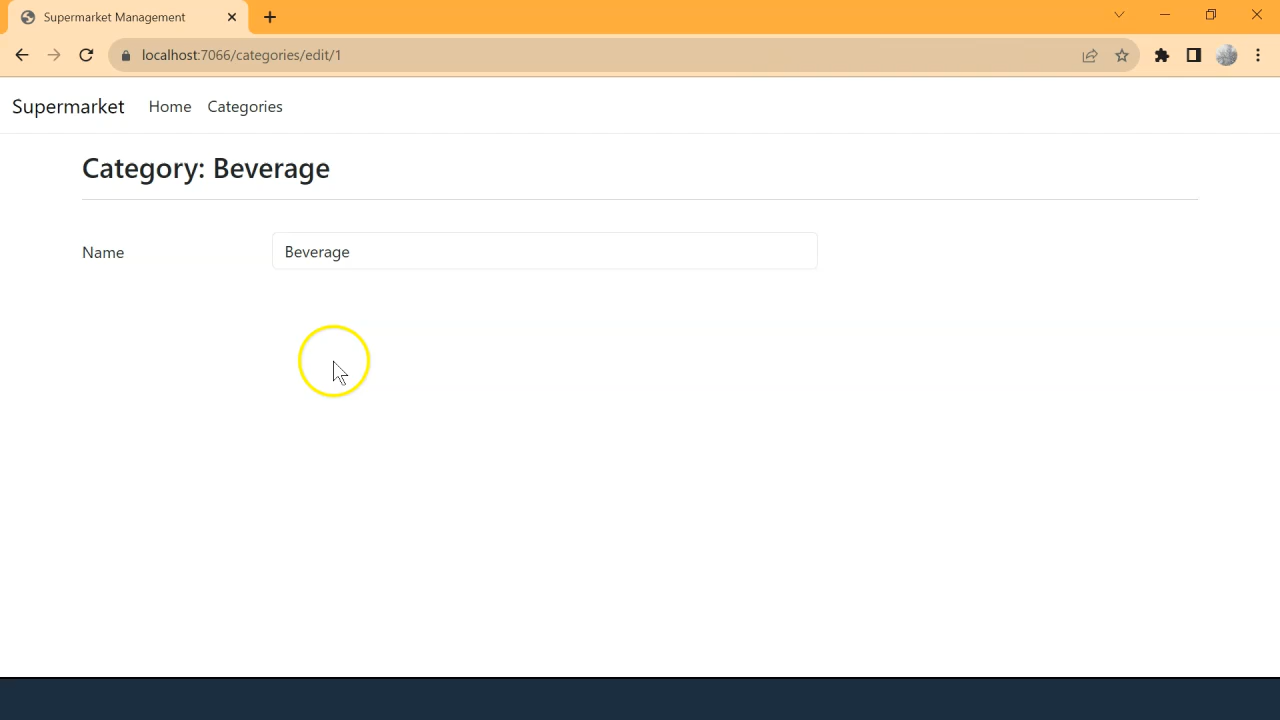 Supermarket Management
localhost:7066/categories/edit/1
Supermarket Home Categories
Category: Beverage
Name Beverage